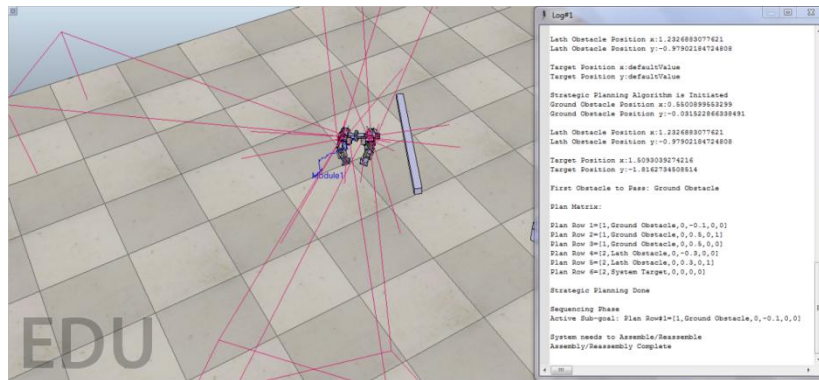 Module1
EDU
Log#1
Lath Obstacle Position x:1.2326883077621
Lath Obstacle Position y:-0.97902184724808
Target Position x:defaultValue
Target Position y:defaultValue
Strategic Planning Algorithm is Initiated
Ground Obstacle Position x:0.5500899553299
Ground Obstacle Position y:-0.031522866338491
Lath Obstacle Position x:1.2326883077621
Lath Obstacle Position y:-0.97902184724808
Target Position x:1.5093039274216
Target Position y:-1.8162734508514
First Obstacle to Pass: Ground Obstacle
Plan Matrix:
Plan Row 1=[1,Ground Obstacle,0,-0.1,0,0]
Plan Row 2=[1,Ground Obstacle,0,0.5,0,1]
Plan Row 3=[1,Ground Obstacle,0,0.5,0,0]
Plan Row 4=[2,Lath Obstacle,0,-0.3,0,0]
Plan Row 5=[2,Lath Obstacle,0,0.3,0,1]
Plan Row 6=[2,System Target,0,0,0,0]
Strategic Planning Done
Sequencing Phase
Active Sub-goal: Plan Row#1=[1,Ground Obstacle,0,-0.1,0,0]
System needs to Assemble/Reassemble
Assembly/Reassembly Complete